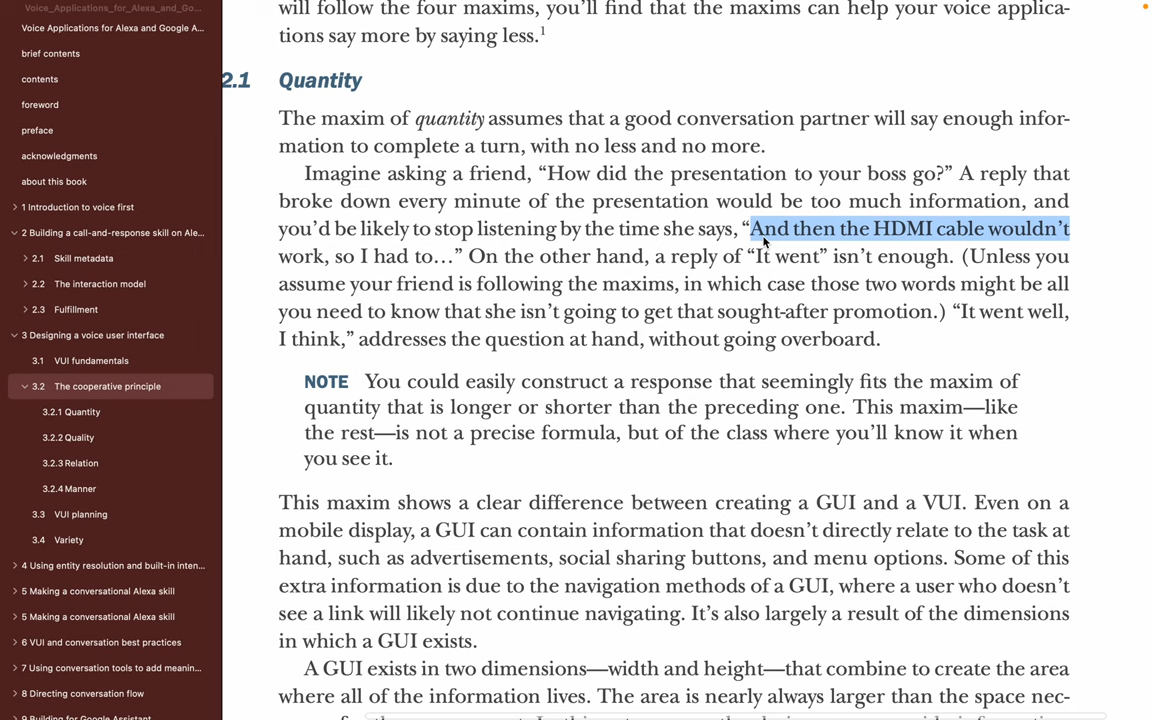 Voice_Applications_for_Alexa_and_Go...
Voice Applications for Alexa and Google A...
brief contents
contents
foreword
preface
acknowledgments
about this book
1 Introduction to voice first
2 Building a call-and-response skill on Ale...
2.1 Skill metadata
2.2 The interaction model
2.3 Fulfillment
3 Designing a voice user interface
3.1 VUI fundamentals
3.2 The cooperative principle
3.2.1 Quantity
3.2.2 Quality
3.2.3 Relation
3.2.4 Manner
3.3 VUI planning
3.4 Variety
4 Using entity resolution and built-in inten...
5 Making a conversational Alexa skill
5 Making a conversational Alexa skill
6 VUI and conversation best practices
7 Using conversation tools to add meanin...
8 Directing conversation flow
9 Building for Google Assistant
will follow the four maxims, you’ll find that the maxims can help your voice applica-
tions say more by saying less.¹
2.1 Quantity
The maxim of quantity assumes that a good conversation partner will say enough infor-
mation to complete a turn, with no less and no more.
Imagine asking a friend, “How did the presentation to your boss go?” A reply that
broke down every minute of the presentation would be too much information, and
you’d be likely to stop listening by the time she says, “And then the HDMI cable wouldn’t
work, so I had to…” On the other hand, a reply of “It went” isn’t enough. (Unless you
assume your friend is following the maxims, in which case those two words might be all
you need to know that she isn’t going to get that sought-after promotion.) “It went well,
I think,” addresses the question at hand, without going overboard.
NOTE You could easily construct a response that seemingly fits the maxim of
quantity that is longer or shorter than the preceding one. This maxim—like
the rest—is not a precise formula, but of the class where you’ll know it when
you see it.
This maxim shows a clear difference between creating a GUI and a VUI. Even on a
mobile display, a GUI can contain information that doesn’t directly relate to the task at
hand, such as advertisements, social sharing buttons, and menu options. Some of this
extra information is due to the navigation methods of a GUI, where a user who doesn’t
see a link will likely not continue navigating. It’s also largely a result of the dimensions
in which a GUI exists.
A GUI exists in two dimensions—width and height—that combine to create the area
where all of the information lives. The area is nearly always larger than the space nec-